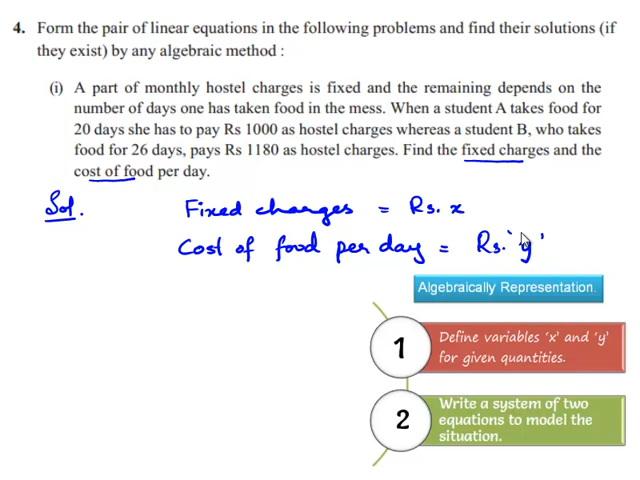 4. Form the pair of linear equations in the following problems and find their solutions (if
they exist) by any algebraic method :
(i) A part of monthly hostel charges is fixed and the remaining depends on the
number of days one has taken food in the mess. When a student A takes food for
20 days she has to pay Rs 1000 as hostel charges whereas a student B, who takes
food for 26 days, pays Rs 1180 as hostel charges. Find the fixed charges and the
cost of food per day.
Sol. Fixed charges = Rs. x
Cost of food per day = Rs. 'y'
Algebraically Representation.
1 Define variables 'x' and 'y'
for given quantities.
2 Write a system of two
equations to model the
situation.